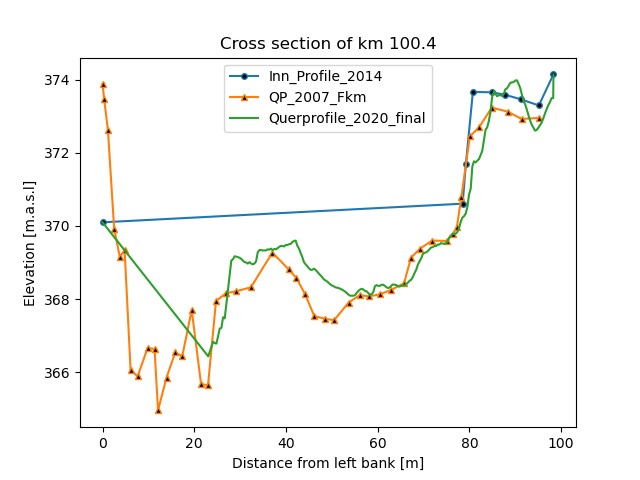 Cross section of km 100.4
Inn_Profile_2014
QP_2007_Fkm
Querprofile_2020_final
Elevation [m.a.s.l]
374
372
370
368
366
0 20 40 60 80 100
Distance from left bank [m]